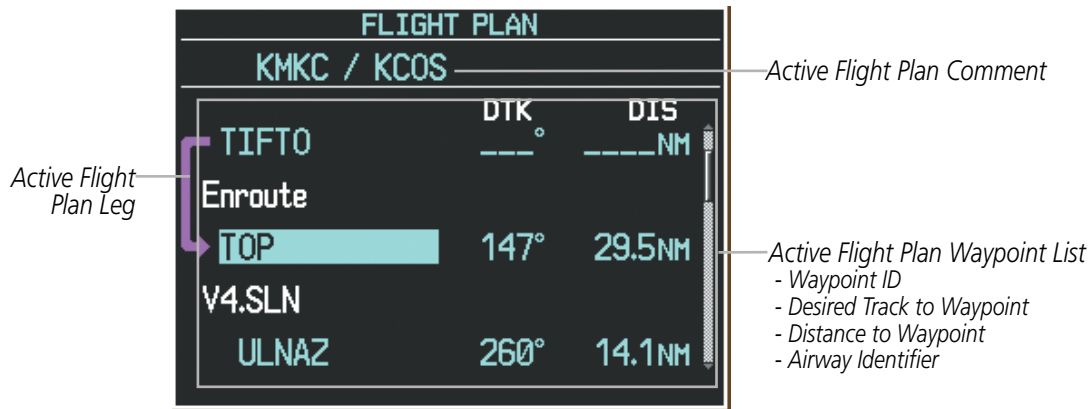 FLIGHT PLAN
KMKC / KCOS
Active Flight Plan Comment
DTK DIS
TIFTO ___° ____NM
Active Flight
Plan Leg
Enroute
TOP 147° 29.5NM
Active Flight Plan Waypoint List
- Waypoint ID
- Desired Track to Waypoint
- Distance to Waypoint
- Airway Identifier
V4.SLN
ULNAZ 260° 14.1NM